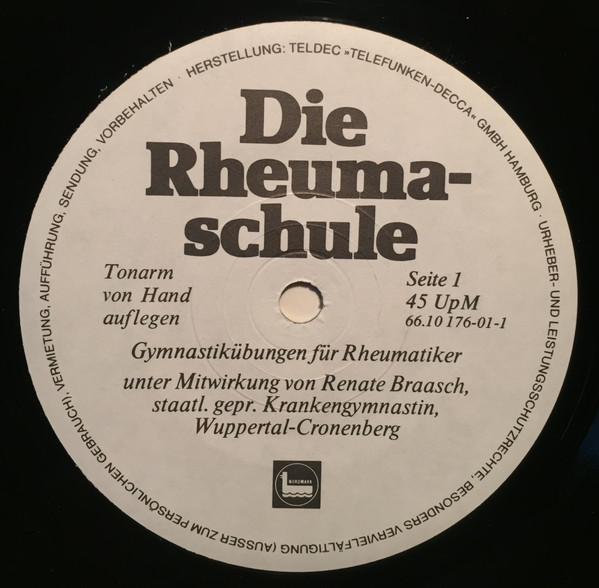 HERSTELLUNG: TELDEC »TELEFUNKEN-DECCA« GMBH HAMBURG · URHEBER- UND LEISTUNGSSCHUTZRECHTE, BESONDERS VERVIELFÄLTIGUNG (AUSSER ZUM PERSÖNLICHEN GEBRAUCH), VERMIETUNG, AUFFÜHRUNG, SENDUNG, VORBEHALTEN ·
Die
Rheuma-
schule
Tonarm
von Hand
auflegen
Seite 1
45 UpM
66.10 176-01-1
Gymnastikübungen für Rheumatiker
unter Mitwirkung von Renate Braasch,
staatl. gepr. Krankengymnastin,
Wuppertal-Cronenberg
NORDMARK